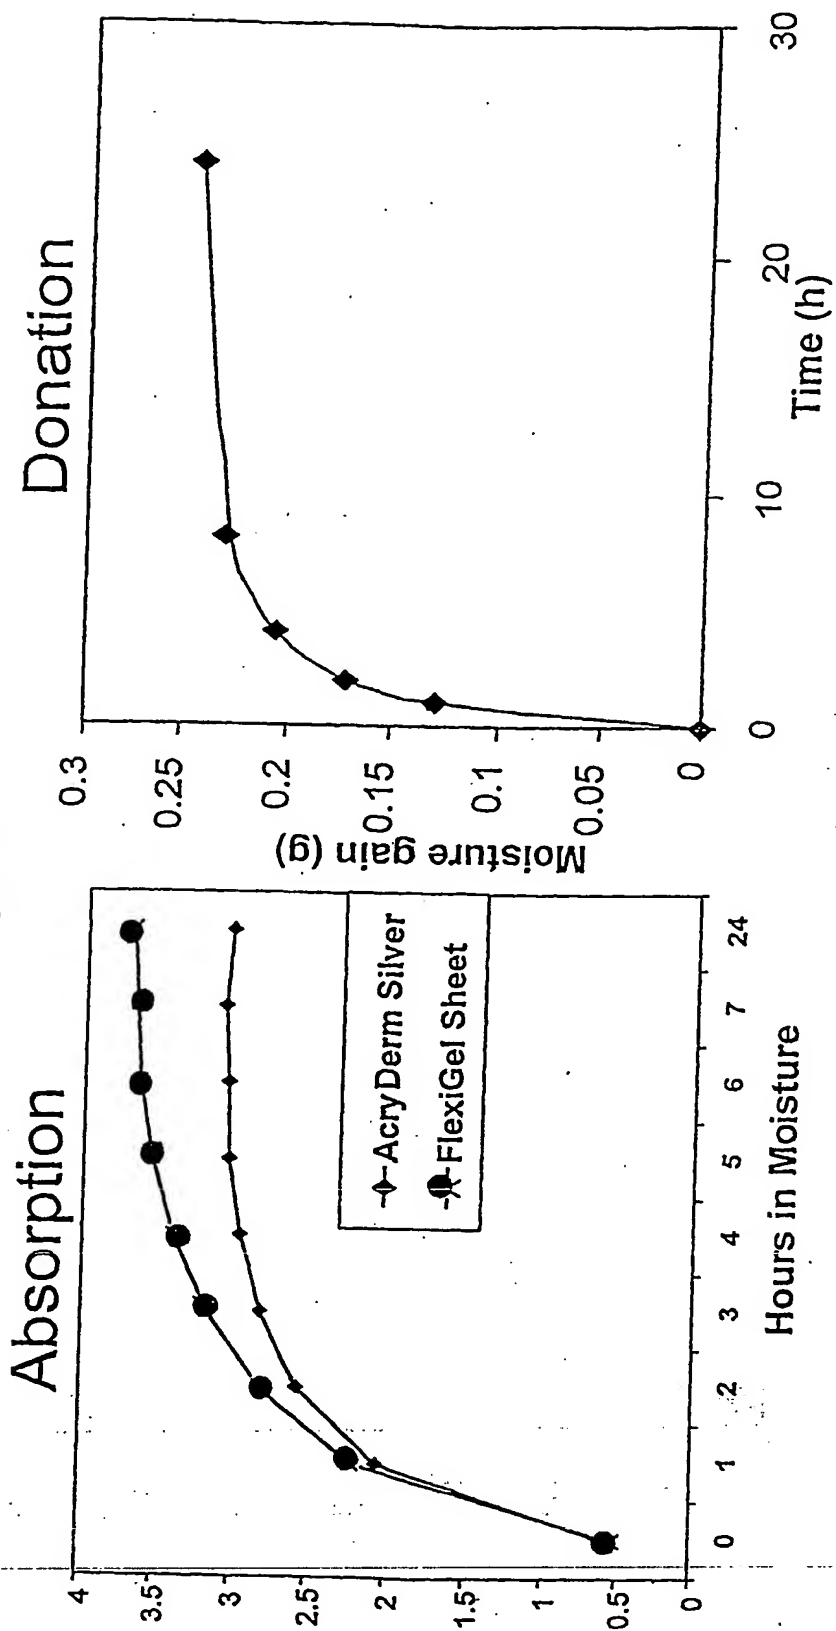 Absorption
4
3.5
3
2.5
2
1.5
1
0.5
0
0 1 2 3 4 5 6 7 24
Hours in Moisture
AcryDerm Silver
FlexiGel Sheet
Donation
0.3
0.25
0.2
0.15
0.1
0.05
0
Moisture gain (g)
0 10 20 30
Time (h)